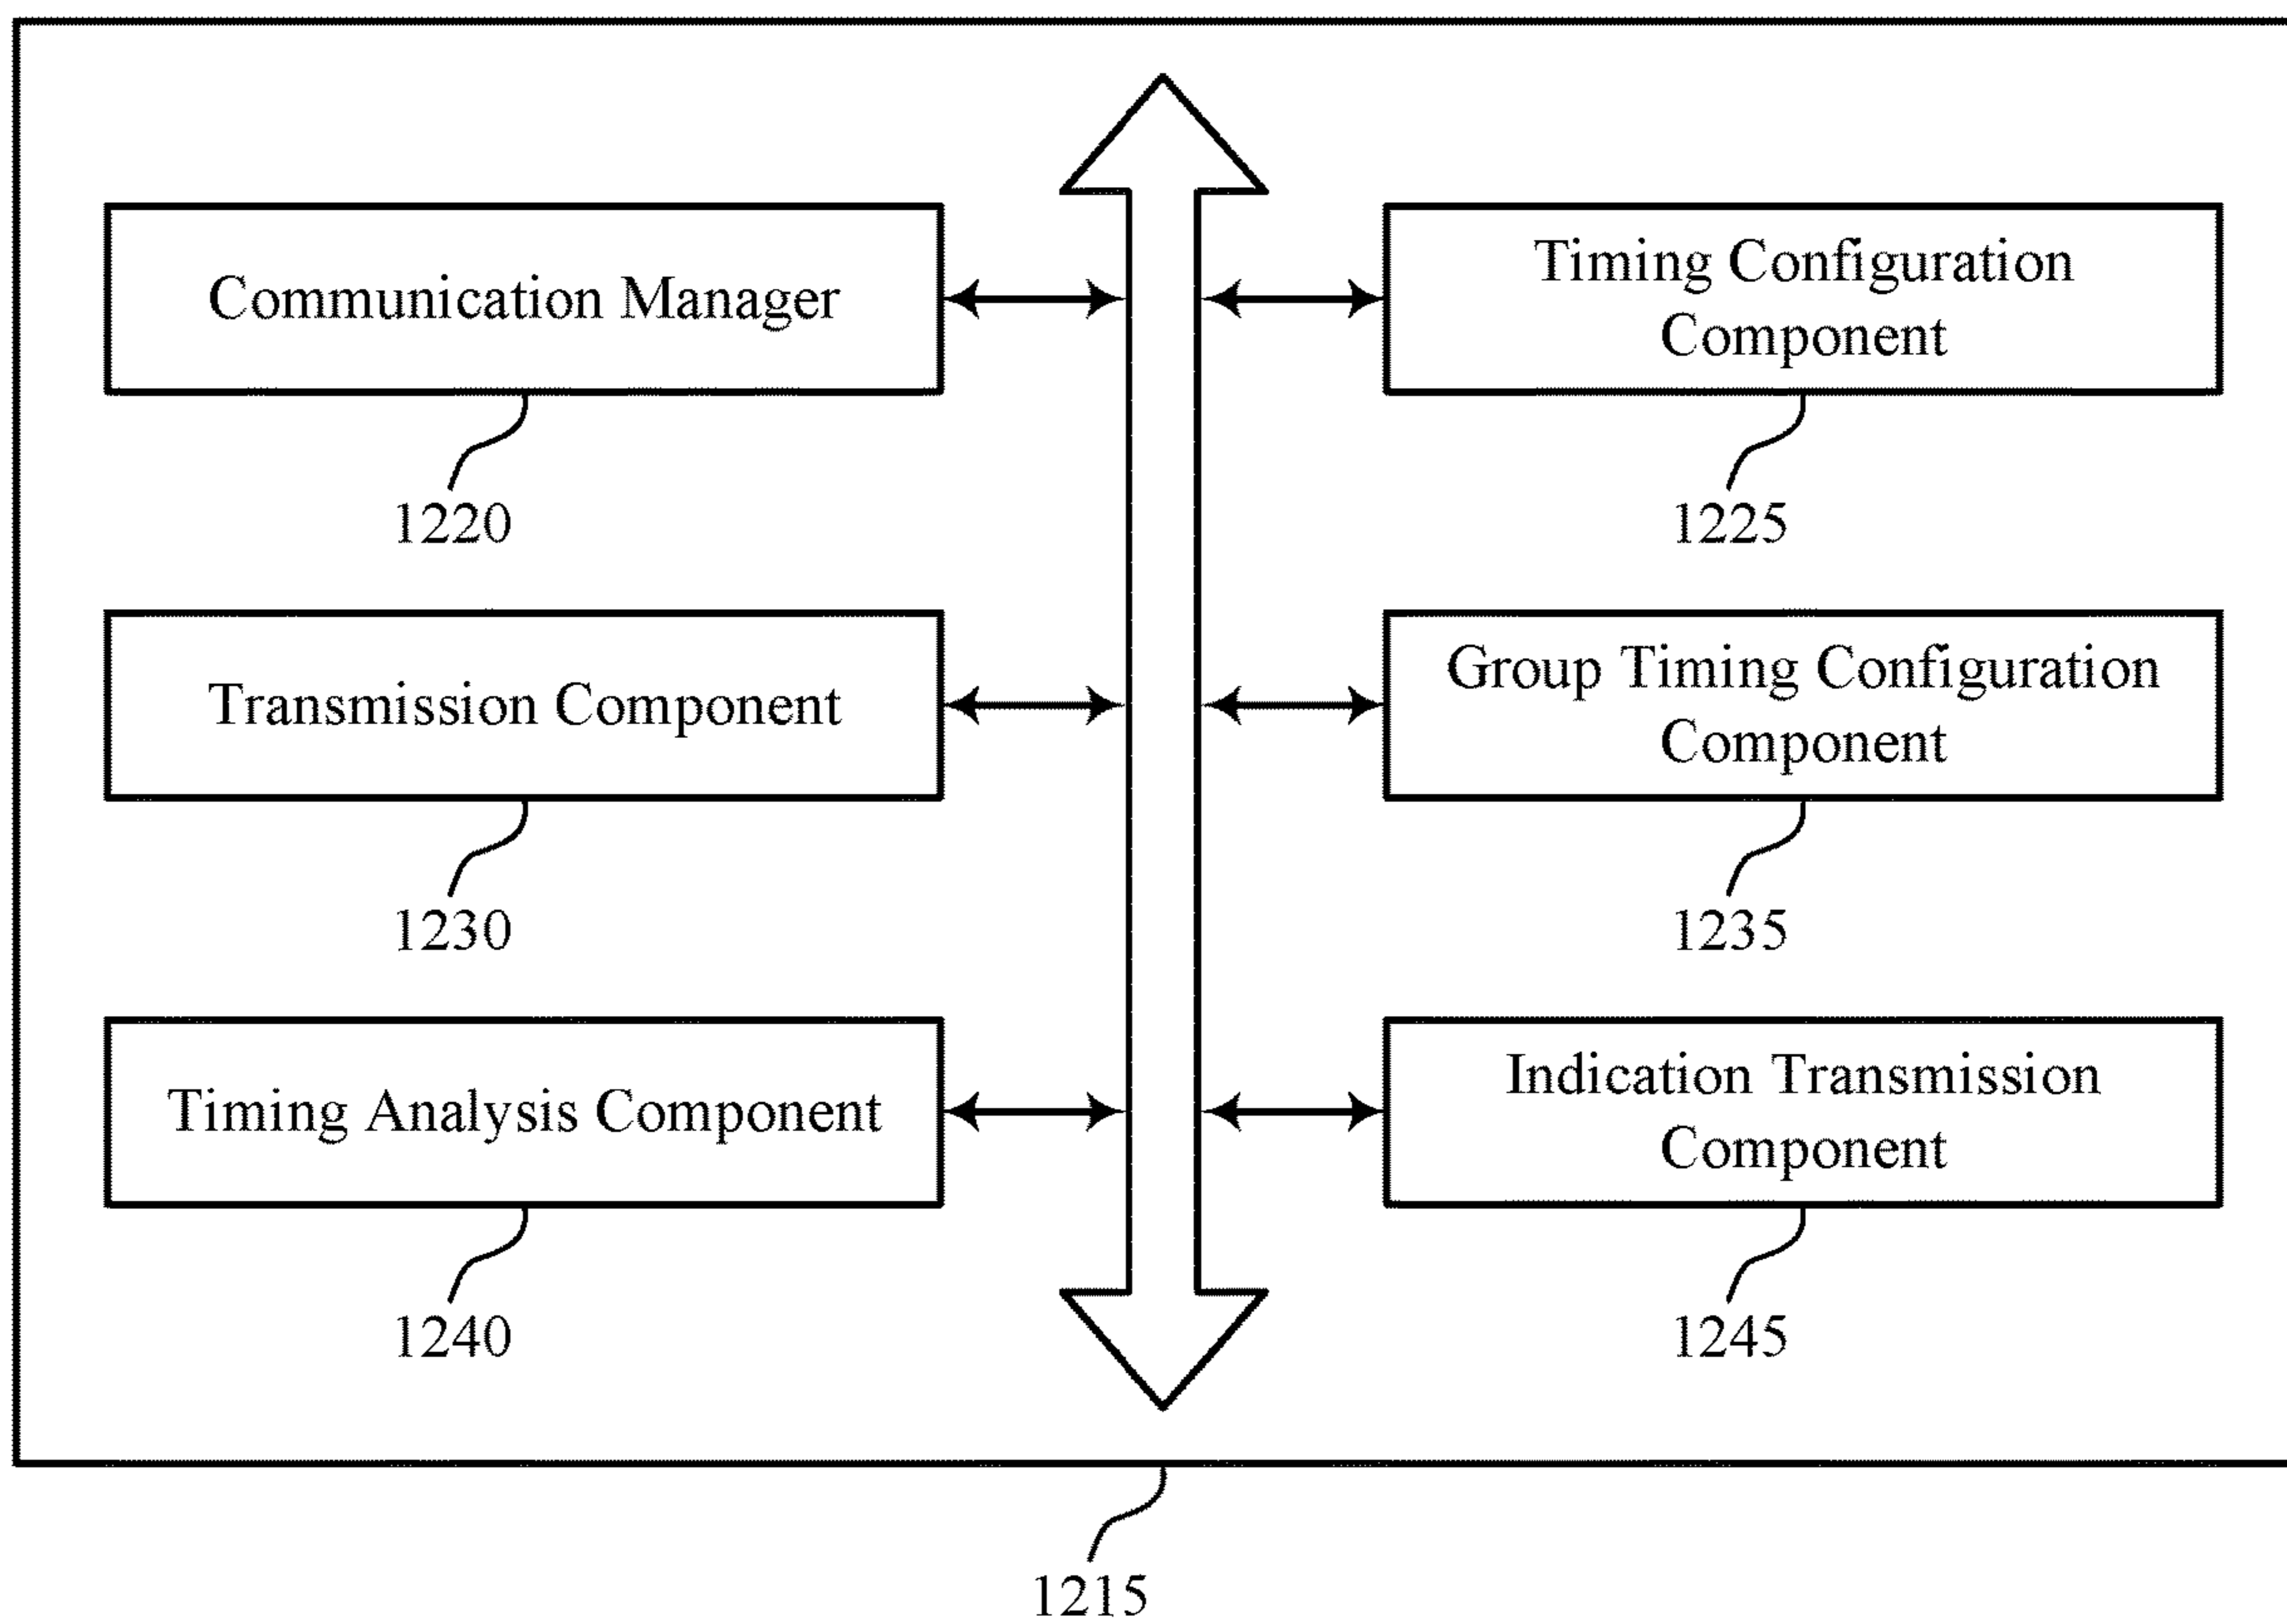 Communication Manager
1220
Timing Configuration
Component
1225
Transmission Component
1230
Group Timing Configuration
Component
1235
Timing Analysis Component
1240
Indication Transmission
Component
1245
1215